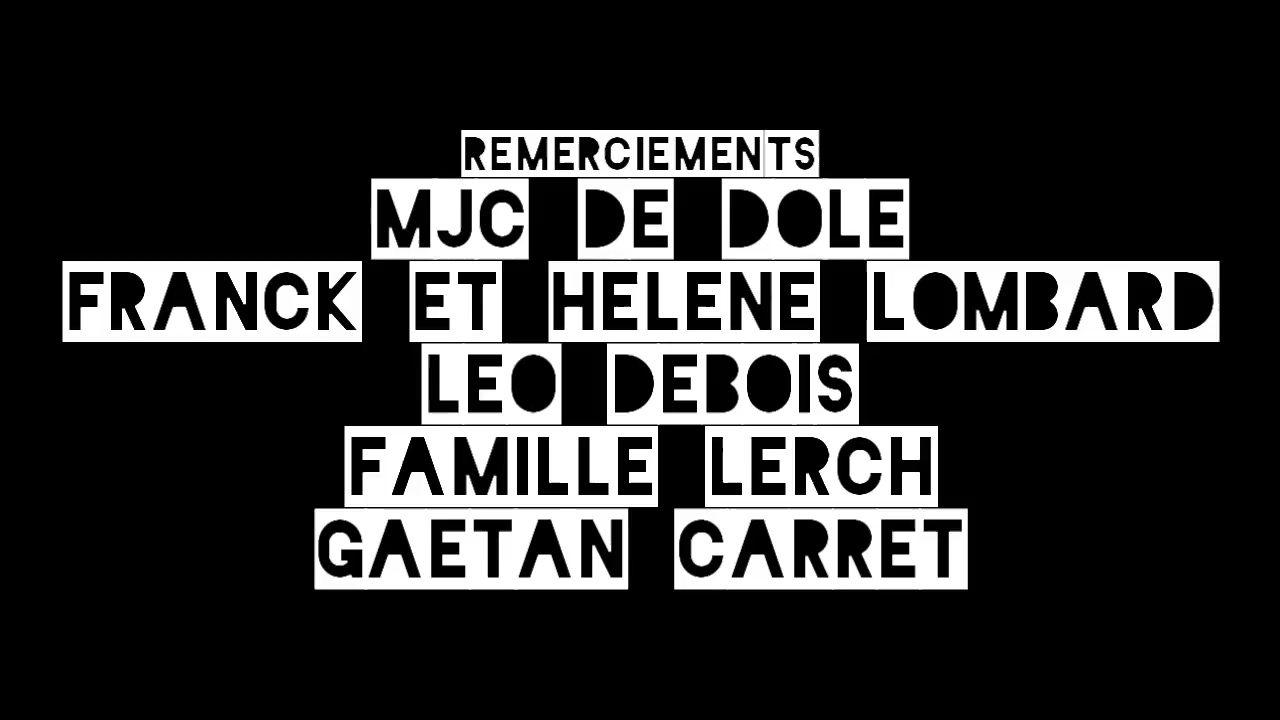 REMERCIEMENTS
MJC DE DOLE
FRANCK ET HELENE LOMBARD
LEO DEBOIS
FAMILLE LERCH
GAETAN CARRET